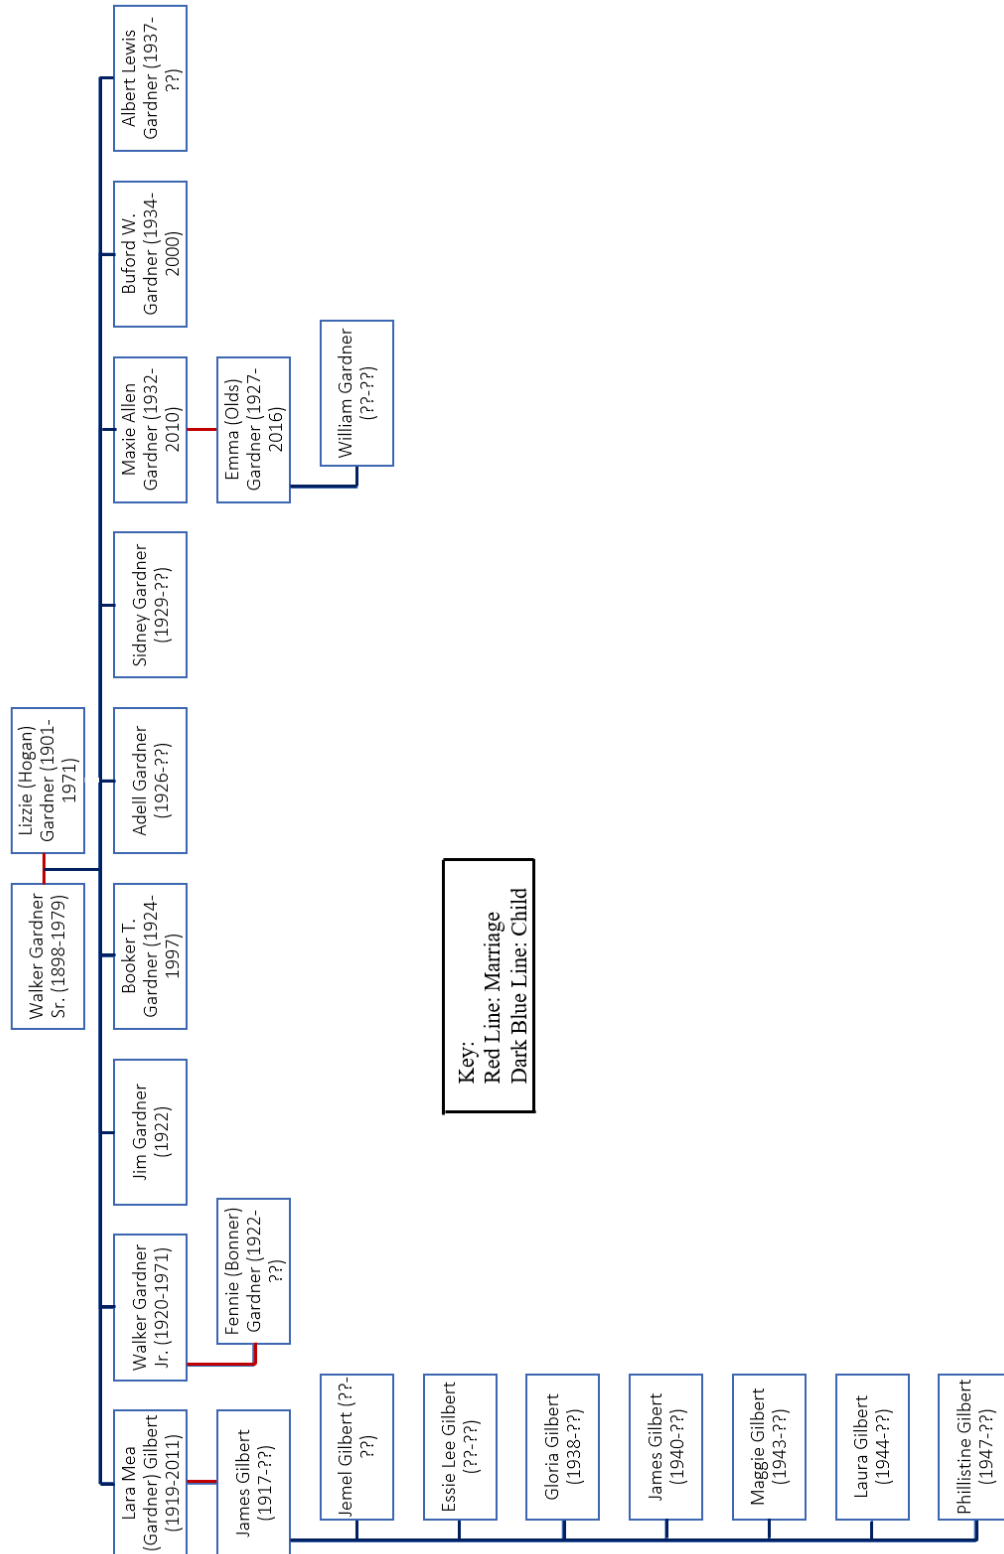 Walker Gardner
Sr. (1898-1979)
Lizzie (Hogan)
Gardner (1901-
1971)
Lara Mea
(Gardner) Gilbert
(1919-2011)
Walker Gardner
Jr. (1920-1971)
Jim Gardner
(1922)
Booker T.
Gardner (1924-
1997)
Adell Gardner
(1926-??)
Sidney Gardner
(1929-??)
Maxie Allen
Gardner (1932-
2010)
Buford W.
Gardner (1934-
2000)
Albert Lewis
Gardner (1937-
??)
James Gilbert
(1917-??)
Fennie (Bonner)
Gardner (1922-
??)
Emma (Olds)
Gardner (1927-
2016)
Jemel Gilbert (??-
??)
William Gardner
(??-??)
Essie Lee Gilbert
(??-??)
Gloria Gilbert
(1938-??)
James Gilbert
(1940-??)
Maggie Gilbert
(1943-??)
Laura Gilbert
(1944-??)
Phillistine Gilbert
(1947-??)
Key:
Red Line: Marriage
Dark Blue Line: Child